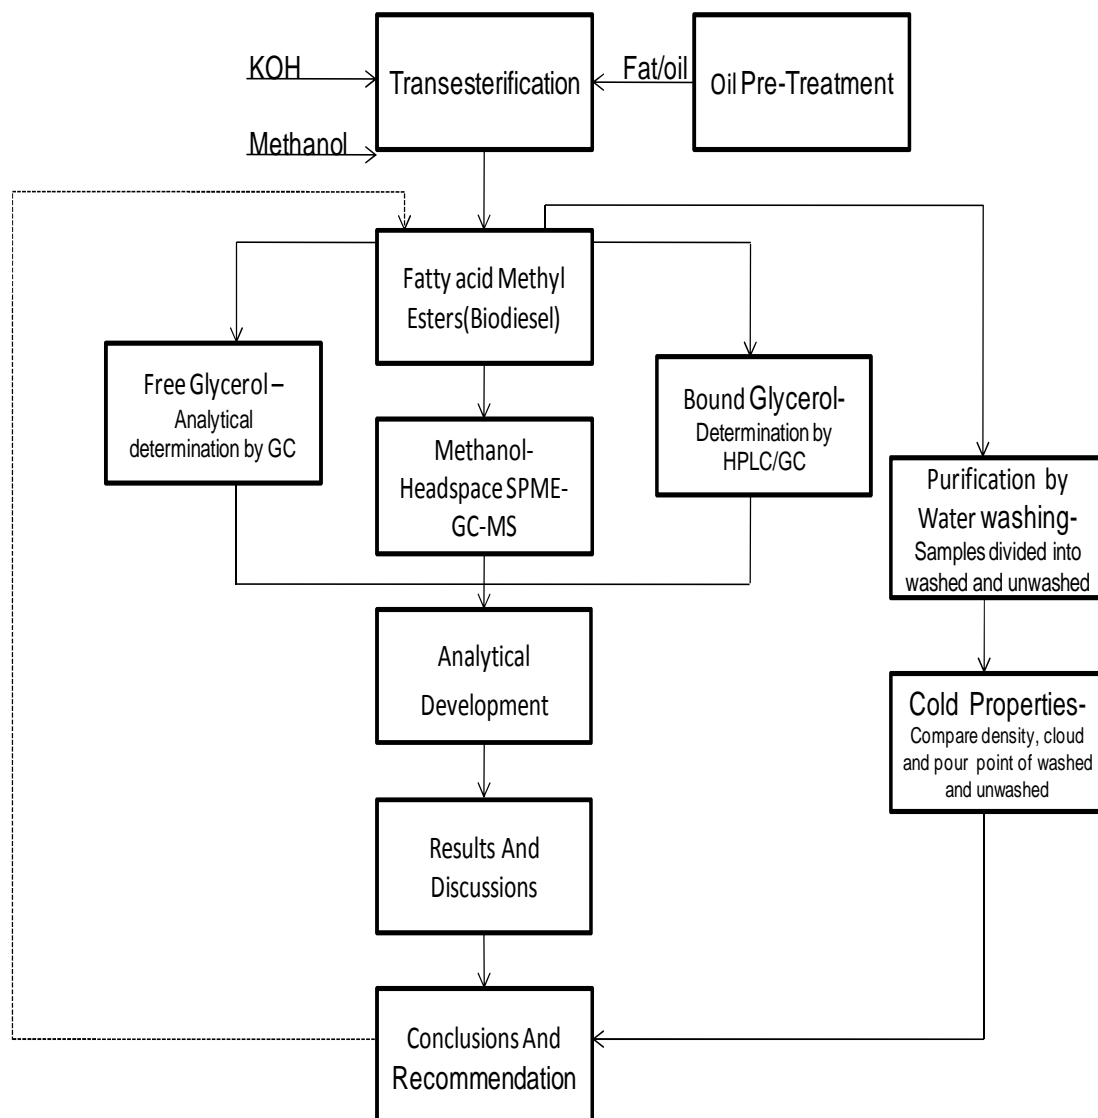 KOH
Transesterification
Fat/oil
Oil Pre-Treatment
Methanol
Fatty acid Methyl
Esters(Biodiesel)
Free Glycerol –
Analytical
determination by GC
Methanol-
Headspace SPME-
GC-MS
Bound Glycerol-
Determination by
HPLC/GC
Purification by
Water washing-
Samples divided into
washed and unwashed
Analytical
Development
Cold Properties-
Compare density, cloud
and pour point of washed
and unwashed
Results And
Discussions
Conclusions And
Recommendation